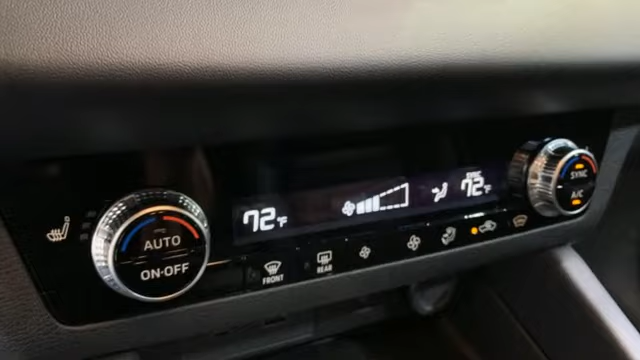 AUTO
ON-OFF
72°F
SYNC
72°F
SYNC
A/C
FRONT
REAR